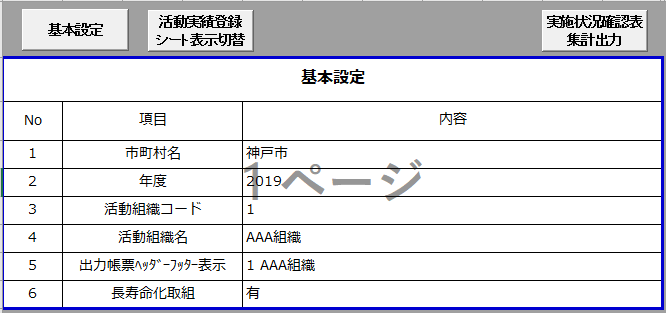 基本設定
活動実績登録
シート表示切替
実施状況確認表
集計出力
基本設定
No 項目 内容
1 市町村名 神戸市
2 年度 2019
3 活動組織コード 1
4 活動組織名 AAA組織
5 出力帳票ﾍｯﾀﾞｰﾌｯﾀｰ表示 1 AAA組織
6 長寿命化取組 有
1 ページ